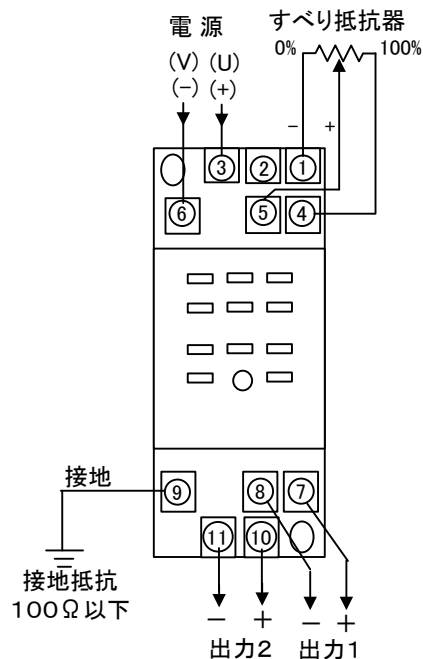 電源
すべり抵抗器
(V) (U)
(−) (+)
0% 100%
− +
③ ② ①
⑥ ⑤ ④
接地
⑨ ⑧ ⑦
⑪ ⑩
接地抵抗
100Ω以下
− + − +
出力2 出力1